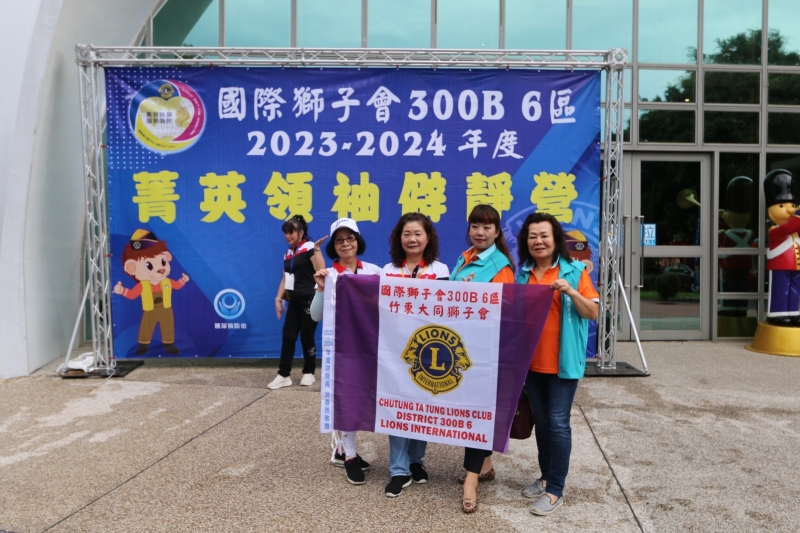 國際獅子會300B 6區
2023-2024 年度
菁英領袖僻靜營
國際獅子會300B 6區
竹東大同獅子會
LIONS
L
INTERNATIONAL
CHUTUNG TA TUNG LIONS CLUB
DISTRICT 300B 6
LIONS INTERNATIONAL